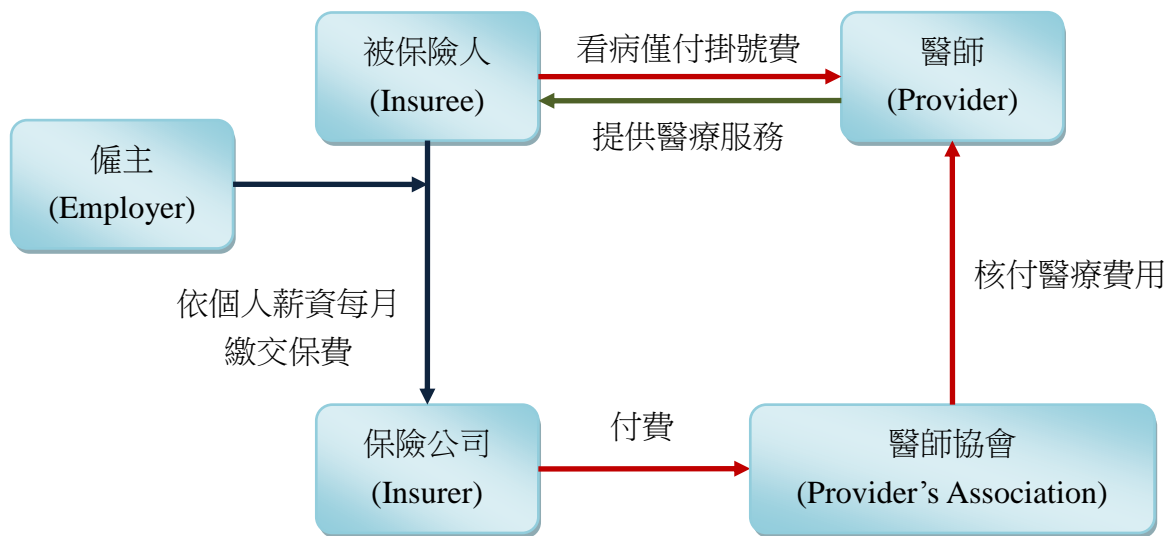 被保險人
(Insuree)
看病僅付掛號費
醫師
(Provider)
提供醫療服務
僱主
(Employer)
核付醫療費用
依個人薪資每月
繳交保費
保險公司
(Insurer)
付費
醫師協會
(Provider’s Association)